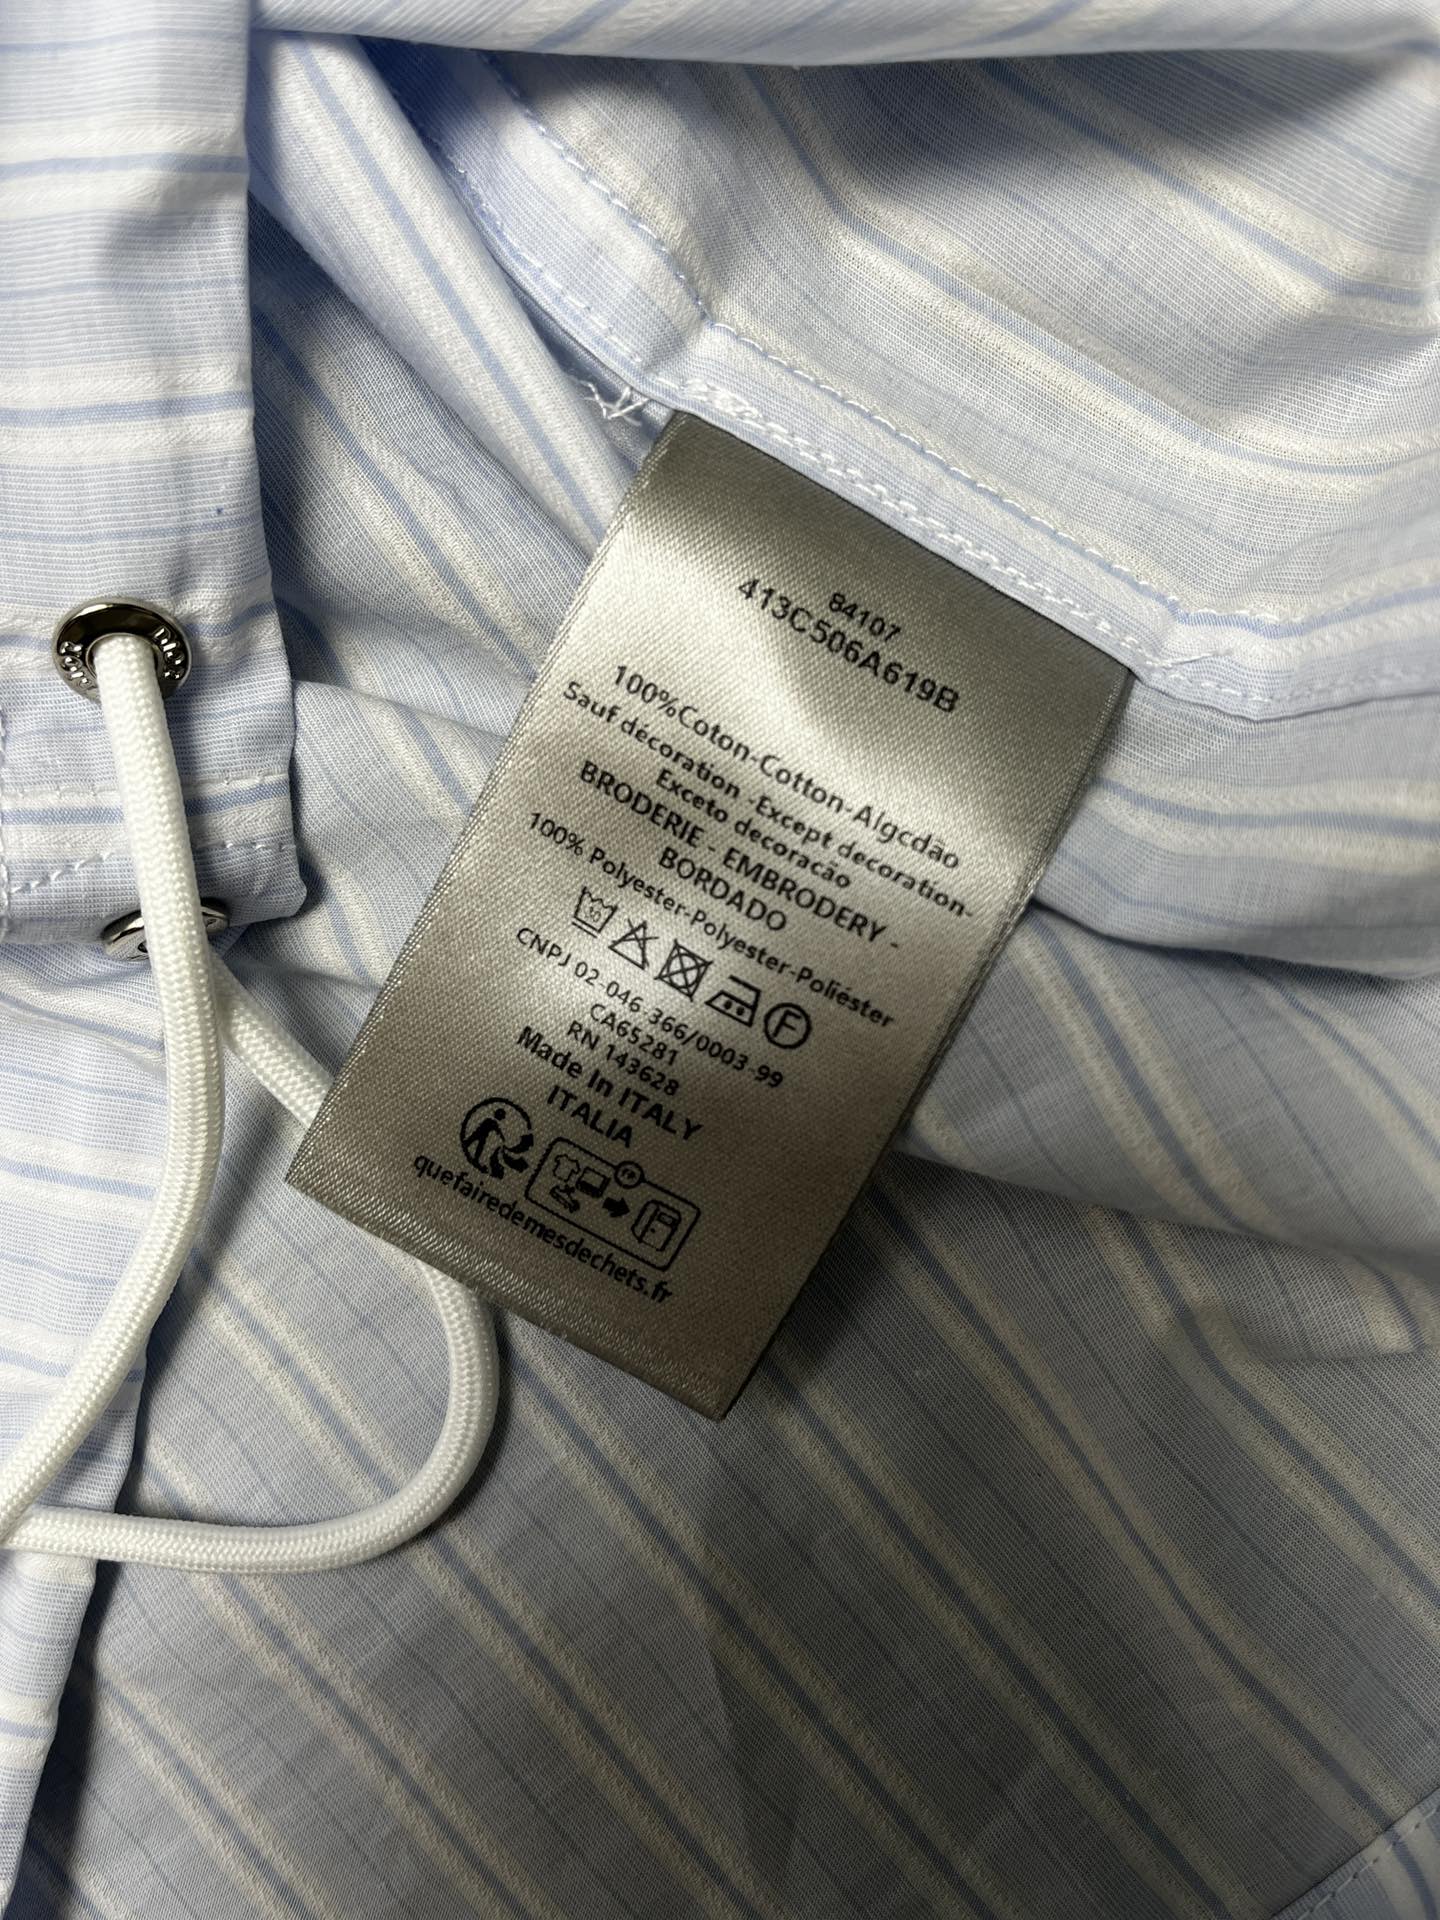 84107
413C506A619B
100%Coton-Cotton-Algcdão
Sauf décoration -Except decoration-
Exceto decoracão
BRODERIE - EMBRODERY -
BORDADO
100% Polyester-Polyester-Poliéster
30
F
CNPJ 02 046 366/0003-99
CA65281
RN 143628
Made In ITALY
ITALIA
quefairedemesdechets.fr